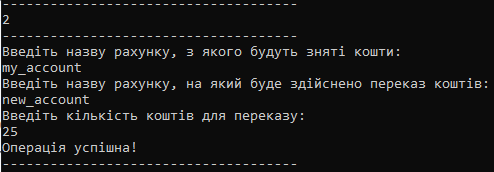 -------------------------------------
2
-------------------------------------
Введіть назву рахунку, з якого будуть зняті кошти:
my_account
Введіть назву рахунку, на який буде здійснено переказ коштів:
new_account
Введіть кількість коштів для переказу:
25
Операція успішна!
-------------------------------------